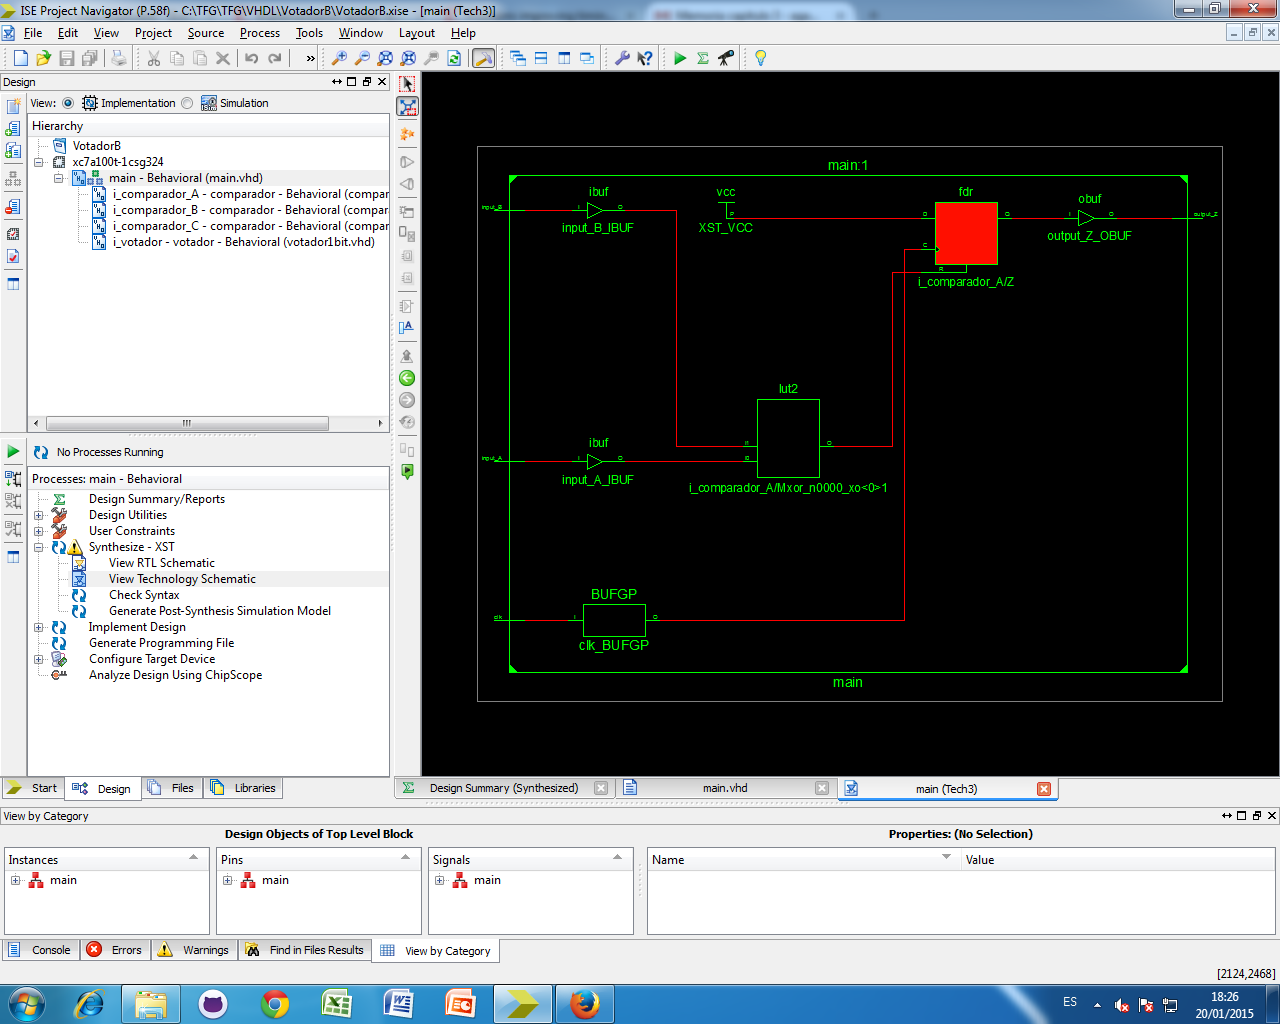 ISE Project Navigator (P.58f) - C:\TFG\TFG\VHDL\VotadorB\VotadorB.xise - [main (Tech3)]
File Edit View Project Source Process Tools Window Layout Help
Design
View: Implementation Simulation
Hierarchy
VotadorB
xc7a100t-1csg324
main - Behavioral (main.vhd)
i_comparador_A - comparador - Behavioral (compar
i_comparador_B - comparador - Behavioral (compar
i_comparador_C - comparador - Behavioral (compar
i_votador - votador - Behavioral (votador1bit.vhd)
No Processes Running
Processes: main - Behavioral
Design Summary/Reports
Design Utilities
User Constraints
Synthesize - XST
View RTL Schematic
View Technology Schematic
Check Syntax
Generate Post-Synthesis Simulation Model
Implement Design
Generate Programming File
Configure Target Device
Analyze Design Using ChipScope
Start Design Files Libraries
main:1
ibuf
input_B
input_B_IBUF
vcc
XST_VCC
fdr
i_comparador_A/Z
obuf
output_Z_OBUF
output_Z
lut2
i_comparador_A/Mxor_n0000_xo<0>1
ibuf
input_A
input_A_IBUF
BUFGP
clk
clk_BUFGP
main
Design Summary (Synthesized) main.vhd main (Tech3)
View by Category
Design Objects of Top Level Block
Properties: (No Selection)
Instances Pins Signals Name Value
main main main
Console Errors Warnings Find in Files Results View by Category
[2124,2468]
ES
18:26
20/01/2015